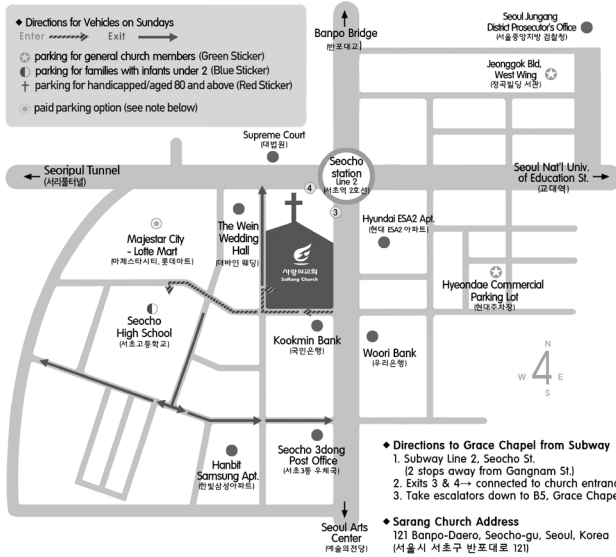 ◆ Directions for Vehicles on Sundays
Enter Exit
parking for general church members (Green Sticker)
parking for families with infants under 2 (Blue Sticker)
parking for handicapped/aged 80 and above (Red Sticker)
paid parking option (see note below)
Banpo Bridge
(반포대교)
Seoul Jungang
District Prosecutor's Office
(서울중앙지방 검찰청)
Jeonggok Bld,
West Wing
(정곡빌딩 서관)
Supreme Court
(대법원)
Seocho
station
Line 2
(서초역 2호선)
Seoripul Tunnel
(서리풀터널)
Seoul Nat'l Univ.
of Education St.
(교대역)
4
3
The Wein
Wedding
Hall
(더바인 웨딩)
Majestar City
- Lotte Mart
(마제스타시티, 롯데마트)
사랑의교회
SaRang Church
Hyundai ESA2 Apt.
(현대 ESA2 아파트)
Hyeondae Commercial
Parking Lot
(현대주차장)
Seocho
High School
(서초고등학교)
Kookmin Bank
(국민은행)
Woori Bank
(우리은행)
N
W 4 E
S
Hanbit
Samsung Apt.
(한빛삼성아파트)
Seocho 3dong
Post Office
(서초3동 우체국)
Seoul Arts
Center
(예술의전당)
◆ Directions to Grace Chapel from Subway
1. Subway Line 2, Seocho St.
(2 stops away from Gangnam St.)
2. Exits 3 & 4→ connected to church entranc
3. Take escalators down to B5, Grace Chape
◆ Sarang Church Address
121 Banpo-Daero, Seocho-gu, Seoul, Korea
(서울시 서초구 반포대로 121)